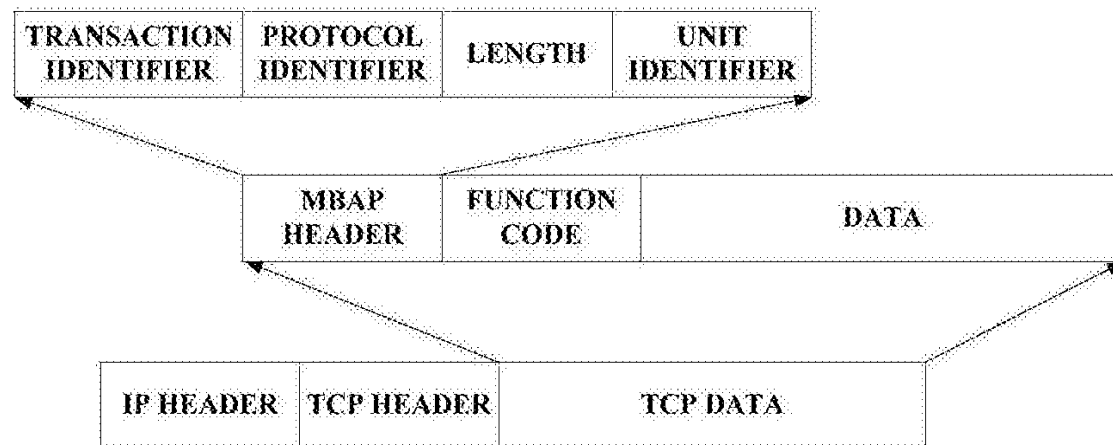 TRANSACTION PROTOCOL LENGTH UNIT
IDENTIFIER IDENTIFIER IDENTIFIER
MBAP FUNCTION DATA
HEADER CODE
IP HEADER TCP HEADER TCP DATA